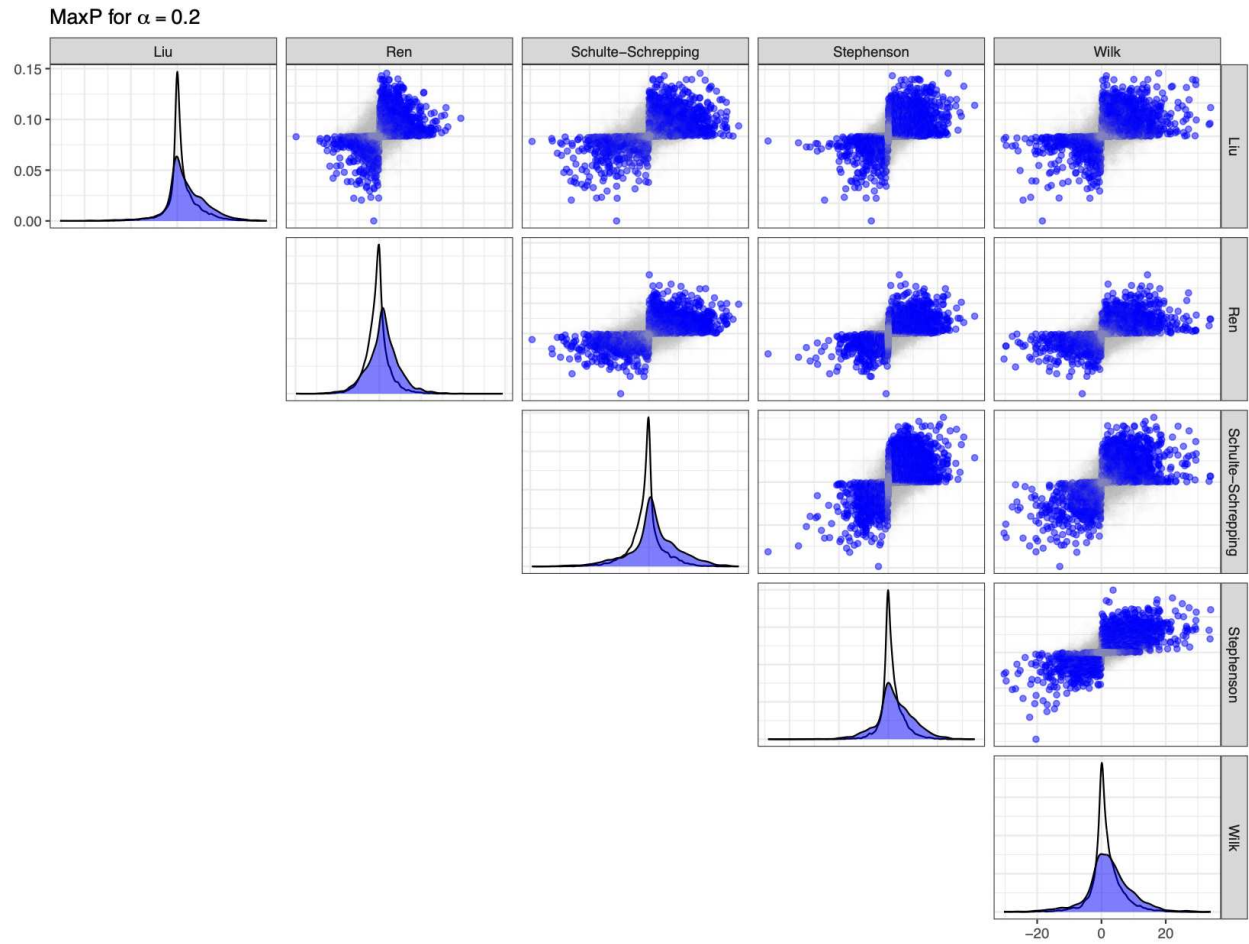 MaxP for α = 0.2
Liu
Ren
Schulte−Schrepping
Stephenson
Wilk
0.15
0.10
0.05
0.00
Liu
Ren
Schulte−Schrepping
Stephenson
Wilk
−20
0
20